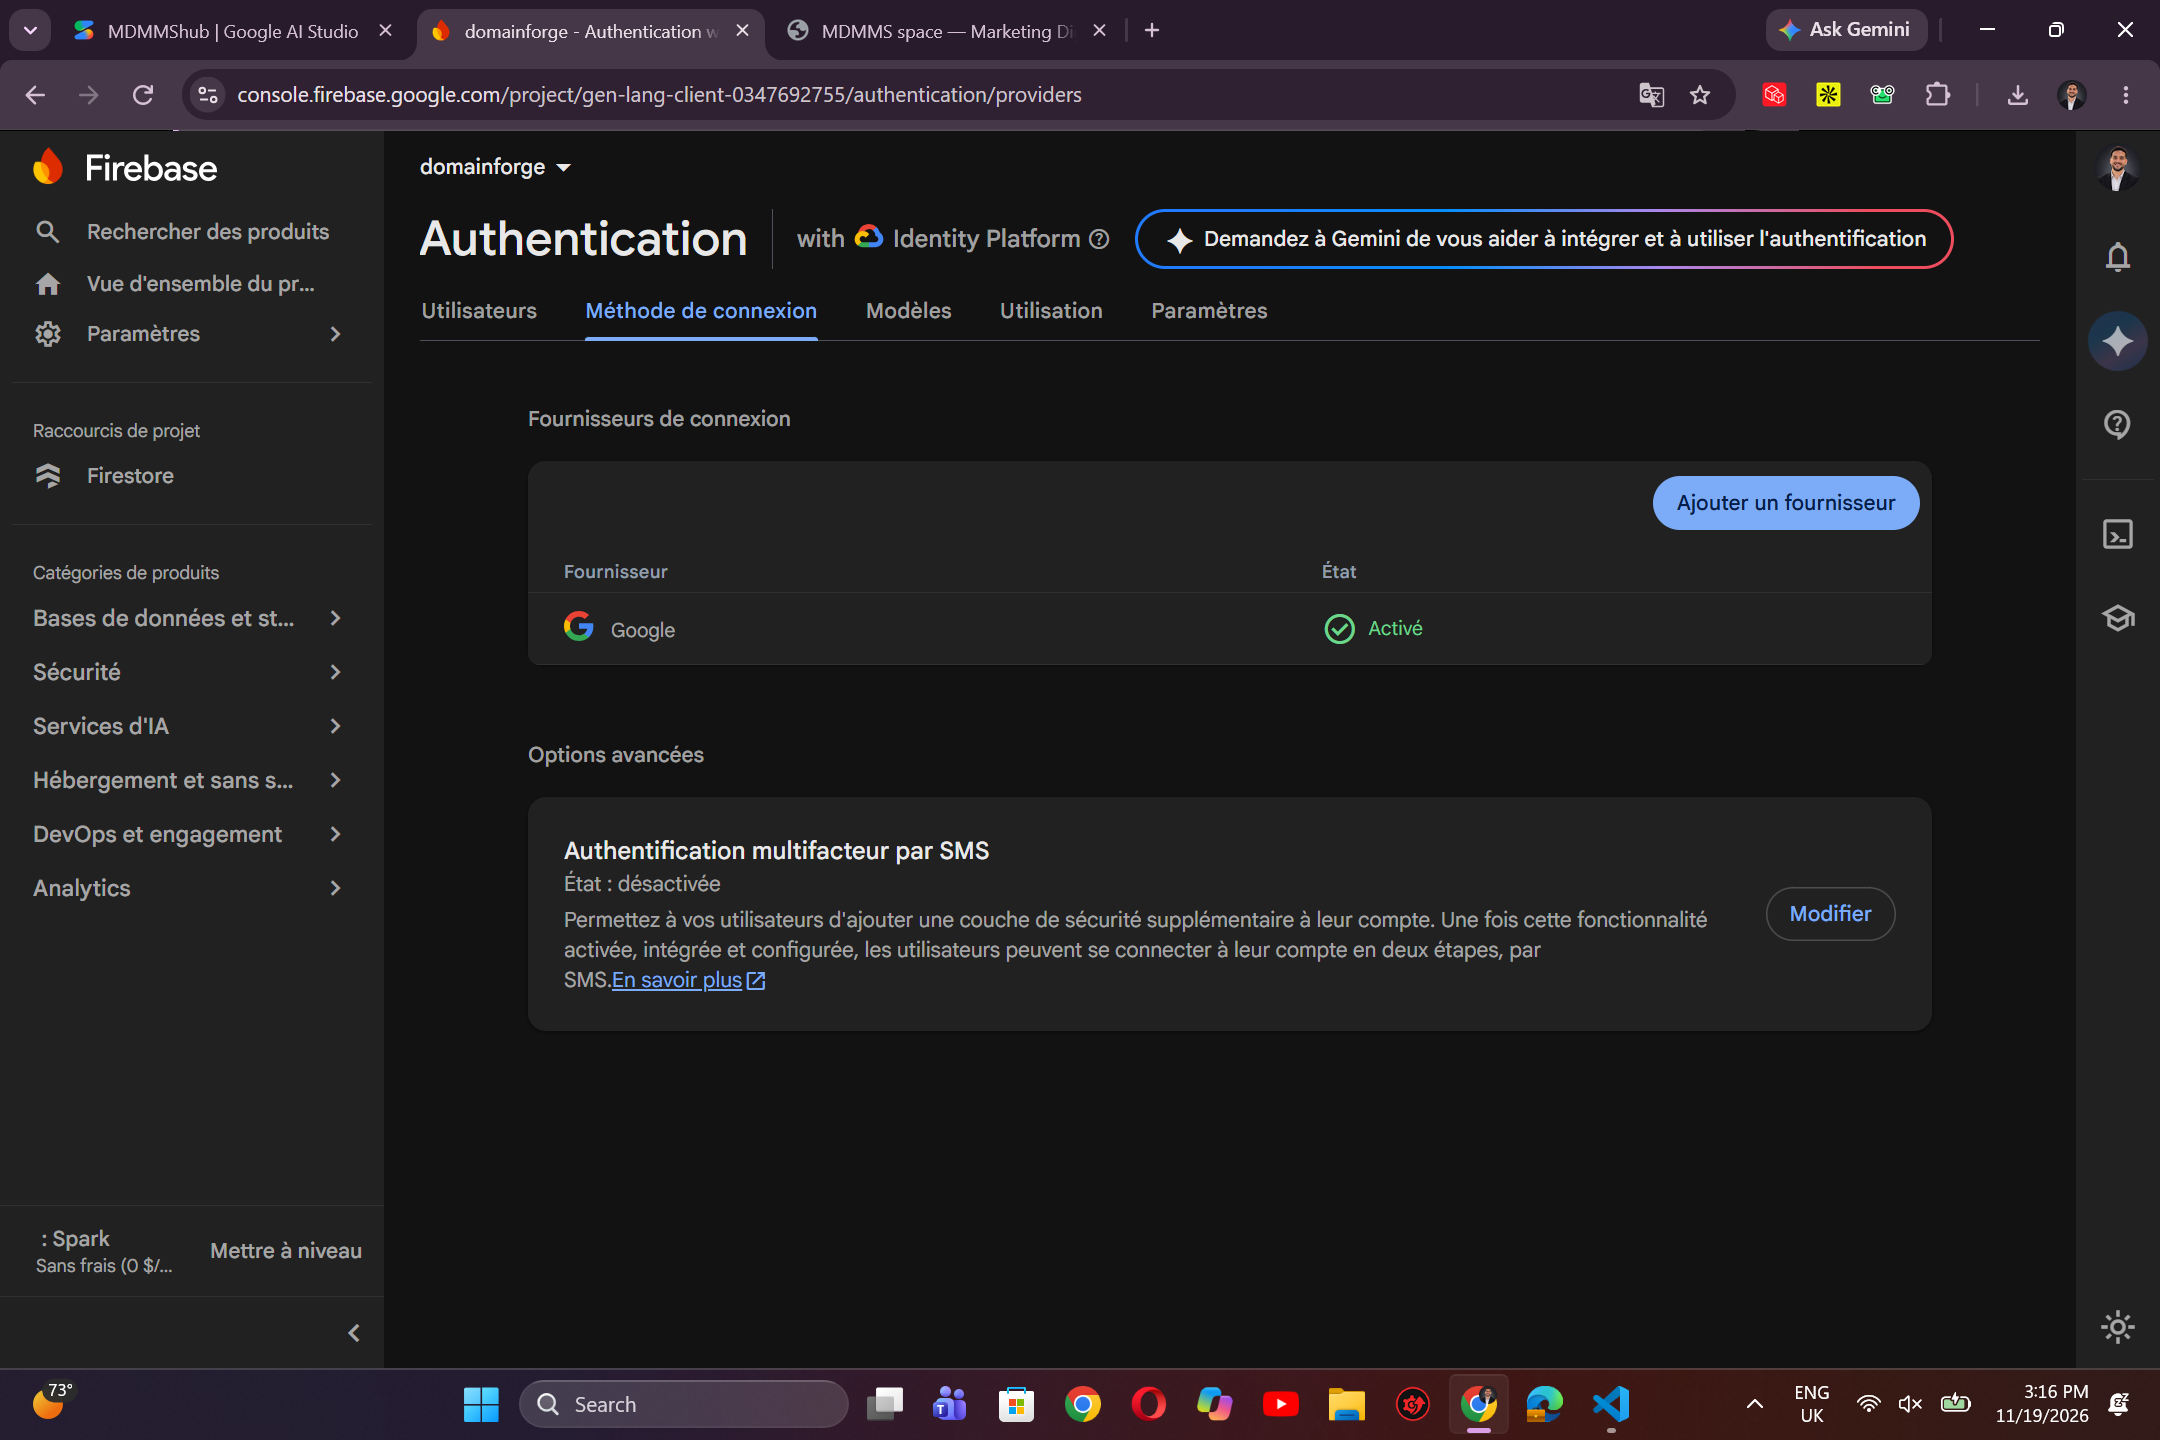 MDMMShub | Google AI Studio
domainforge - Authentication w
MDMMS space — Marketing Di
Ask Gemini
console.firebase.google.com/project/gen-lang-client-0347692755/authentication/providers
Firebase
Rechercher des produits
Vue d'ensemble du pr...
Paramètres
Raccourcis de projet
Firestore
Catégories de produits
Bases de données et st...
Sécurité
Services d'IA
Hébergement et sans s...
DevOps et engagement
Analytics
: Spark
Sans frais (0 $/...
Mettre à niveau
domainforge
Authentication
with Identity Platform
Demandez à Gemini de vous aider à intégrer et à utiliser l'authentification
Utilisateurs
Méthode de connexion
Modèles
Utilisation
Paramètres
Fournisseurs de connexion
Ajouter un fournisseur
Fournisseur
État
Google
Activé
Options avancées
Authentification multifacteur par SMS
État : désactivée
Permettez à vos utilisateurs d'ajouter une couche de sécurité supplémentaire à leur compte. Une fois cette fonctionnalité
activée, intégrée et configurée, les utilisateurs peuvent se connecter à leur compte en deux étapes, par
SMS.En savoir plus
Modifier
73°
Search
ENG
UK
3:16 PM
11/19/2026